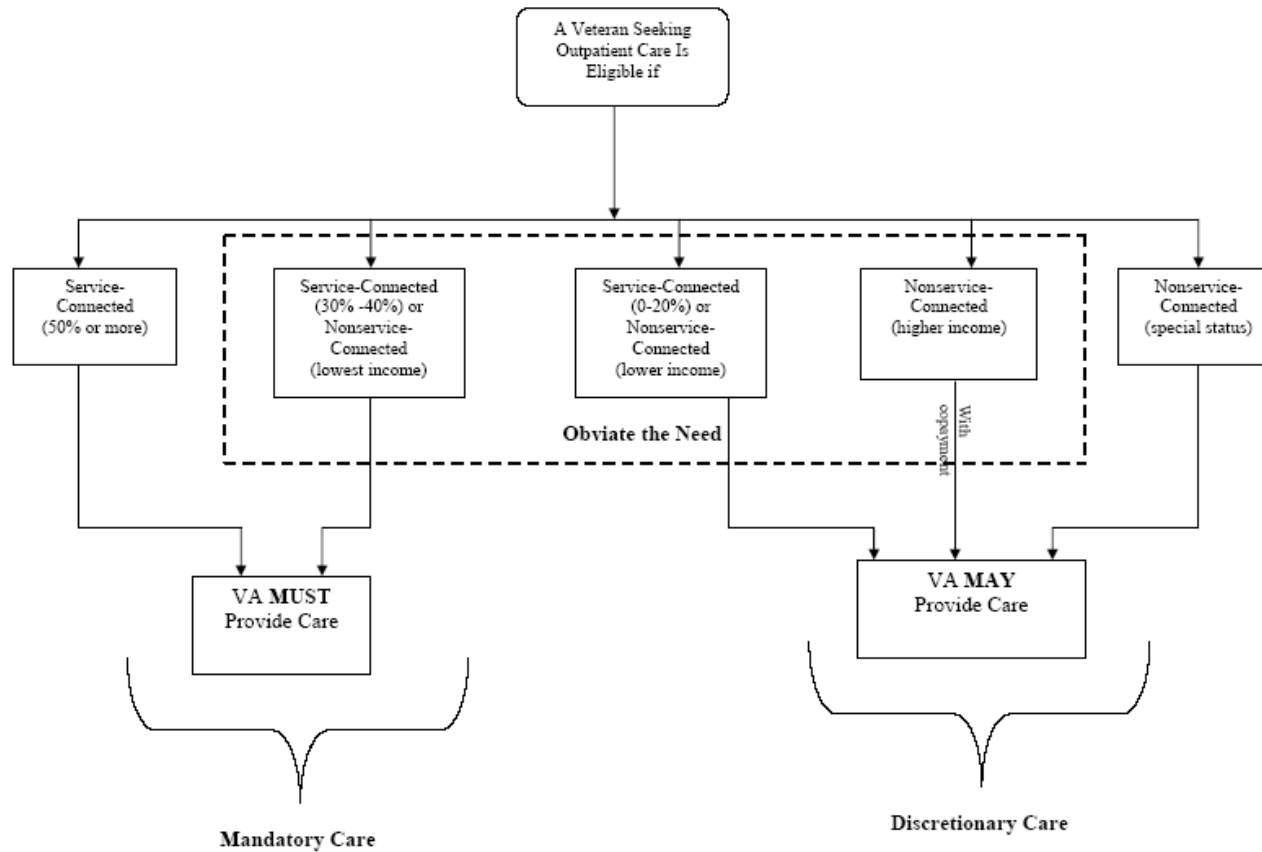 A Veteran Seeking
Outpatient Care Is
Eligible if
Service-
Connected
(50% or more)
Service-Connected
(30% -40%) or
Nonservice-
Connected
(lowest income)
Service-Connected
(0-20%) or
Nonservice-
Connected
(lower income)
Nonservice-
Connected
(higher income)
Nonservice-
Connected
(special status)
With
copayment
Obviate the Need
VA MUST
Provide Care
VA MAY
Provide Care
Mandatory Care
Discretionary Care